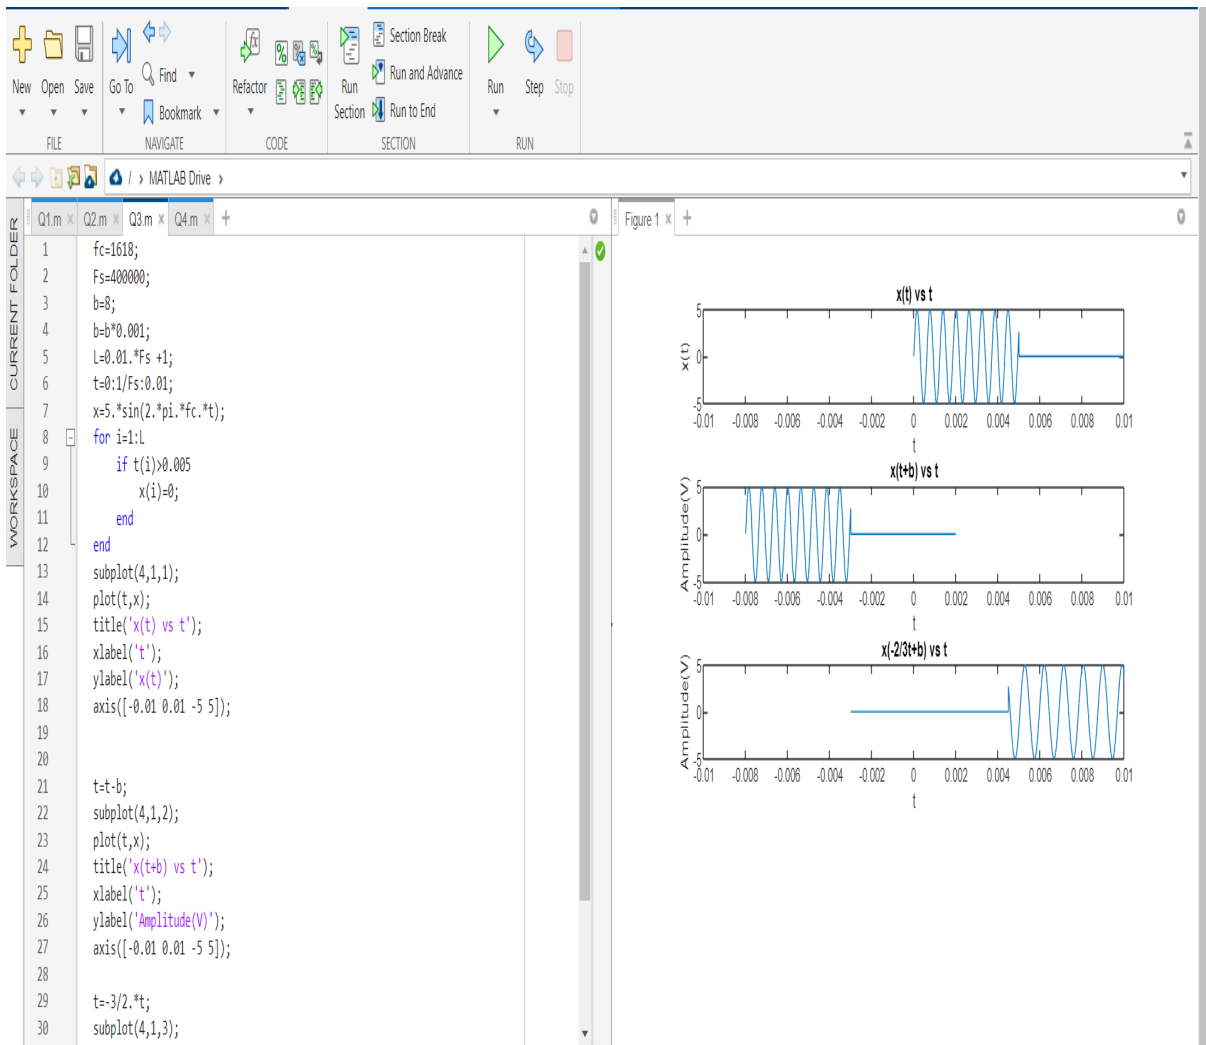 New Open Save
FILE
Go To
Find
Bookmark
NAVIGATE
Refactor
CODE
Run Section
Section Break
Run and Advance
Run to End
SECTION
Run Step Stop
RUN
/ › MATLAB Drive ›
CURRENT FOLDER
WORKSPACE
Q1.m × Q2.m × Q3.m × Q4.m × +
1 fc=1618;
2 Fs=400000;
3 b=8;
4 b=b*0.001;
5 L=0.01.*Fs +1;
6 t=0:1/Fs:0.01;
7 x=5.*sin(2.*pi.*fc.*t);
8 for i=1:L
9 if t(i)>0.005
10 x(i)=0;
11 end
12 end
13 subplot(4,1,1);
14 plot(t,x);
15 title('x(t) vs t');
16 xlabel('t');
17 ylabel('x(t)');
18 axis([-0.01 0.01 -5 5]);
19
20
21 t=t-b;
22 subplot(4,1,2);
23 plot(t,x);
24 title('x(t+b) vs t');
25 xlabel('t');
26 ylabel('Amplitude(V)');
27 axis([-0.01 0.01 -5 5]);
28
29 t=-3/2.*t;
30 subplot(4,1,3);
Figure 1 × +
x(t) vs t
x(t)
5
0
-5
-0.01 -0.008 -0.006 -0.004 -0.002 0 0.002 0.004 0.006 0.008 0.01
t
x(t+b) vs t
Amplitude(V)
5
0
-5
-0.01 -0.008 -0.006 -0.004 -0.002 0 0.002 0.004 0.006 0.008 0.01
t
x(-2/3t+b) vs t
Amplitude(V)
5
0
-5
-0.01 -0.008 -0.006 -0.004 -0.002 0 0.002 0.004 0.006 0.008 0.01
t